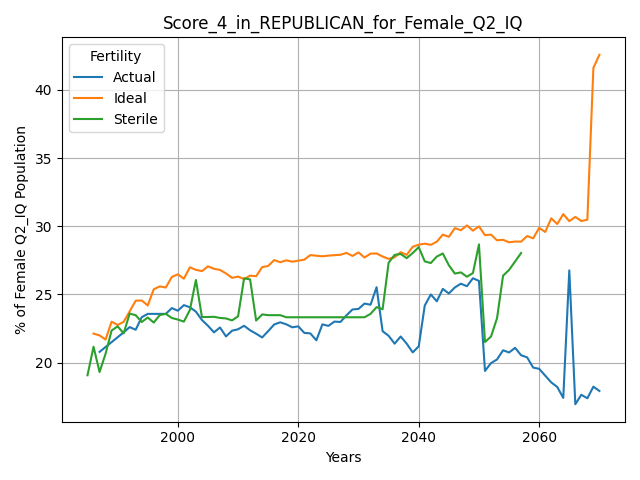 Score_4_in_REPUBLICAN_for_Female_Q2_IQ
Fertility
Actual
Ideal
Sterile
% of Female Q2_IQ Population
40
35
30
25
20
2000
2020
2040
2060
Years